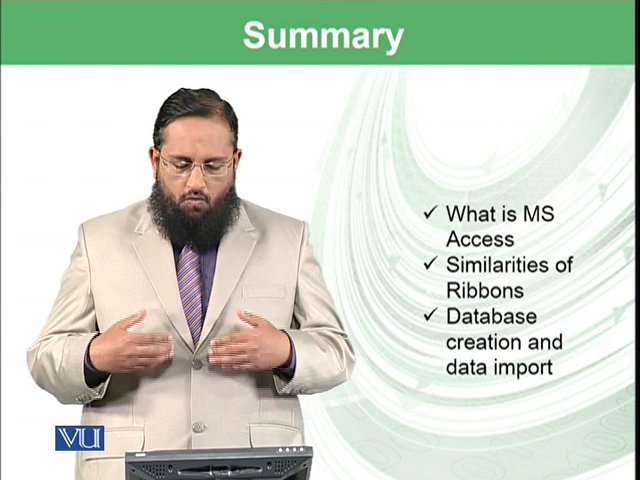 Summary
✓ What is MS
Access
✓ Similarities of
Ribbons
✓ Database
creation and
data import
VU